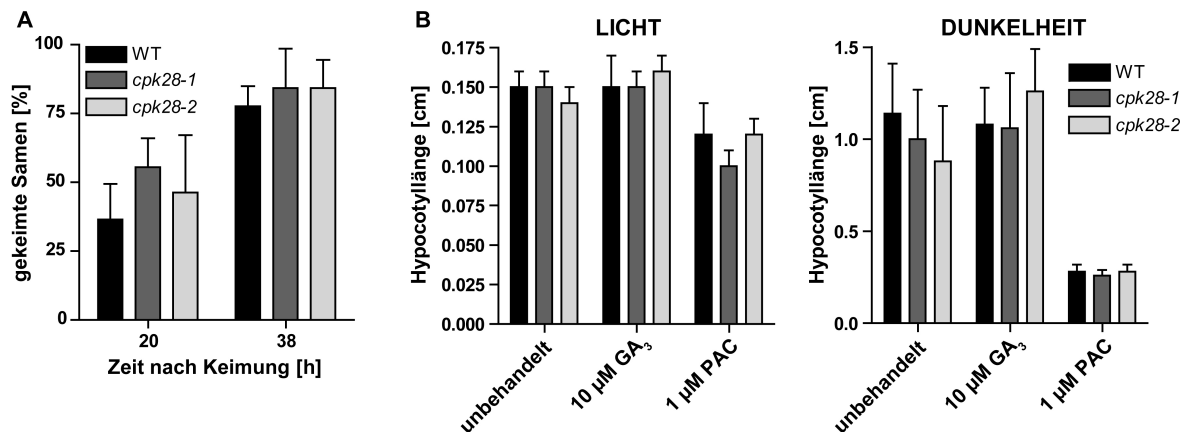 A
gekeimte Samen [%]
100
75
50
25
0
WT
cpk28-1
cpk28-2
20
38
Zeit nach Keimung [h]
B
LICHT
Hypocotyllänge [cm]
0.175
0.150
0.125
0.100
0.075
0.050
0.025
0.000
unbehandelt
10 µM GA3
1 µM PAC
DUNKELHEIT
Hypocotyllänge [cm]
1.5
1.0
0.5
0.0
WT
cpk28-1
cpk28-2
unbehandelt
10 µM GA3
1 µM PAC